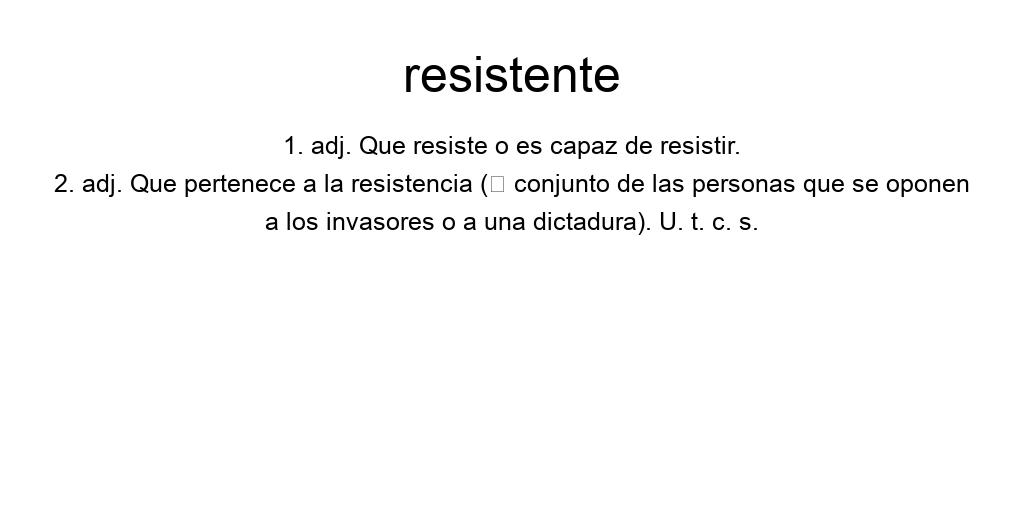 resistente
1. adj. Que resiste o es capaz de resistir.
2. adj. Que pertenece a la resistencia (□ conjunto de las personas que se oponen
a los invasores o a una dictadura). U. t. c. s.